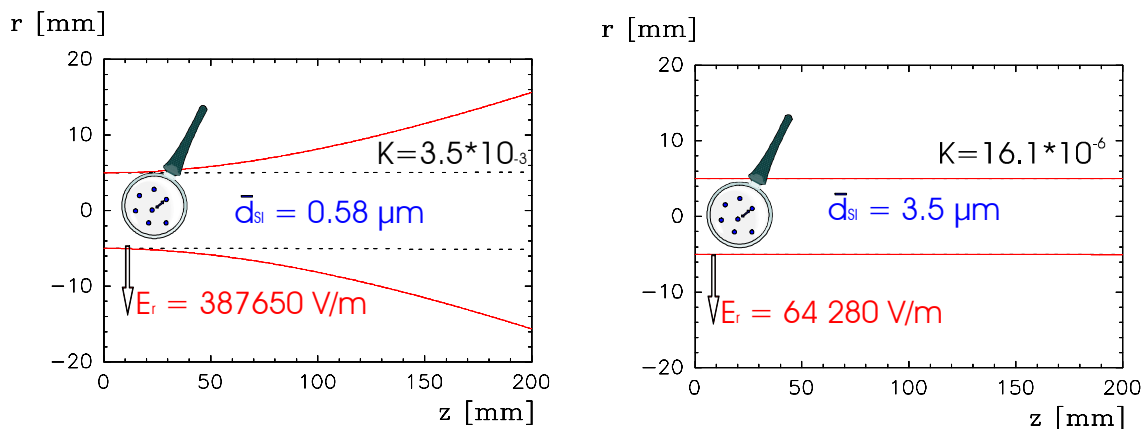 r [mm]
20
10
0
−10
−20
0 50 100 150 200
z [mm]
K=3.5*10-3
d̄SI = 0.58 µm
Er = 387650 V/m
r [mm]
20
10
0
−10
−20
0 50 100 150 200
z [mm]
K=16.1*10-6
d̄SI = 3.5 µm
Er = 64 280 V/m